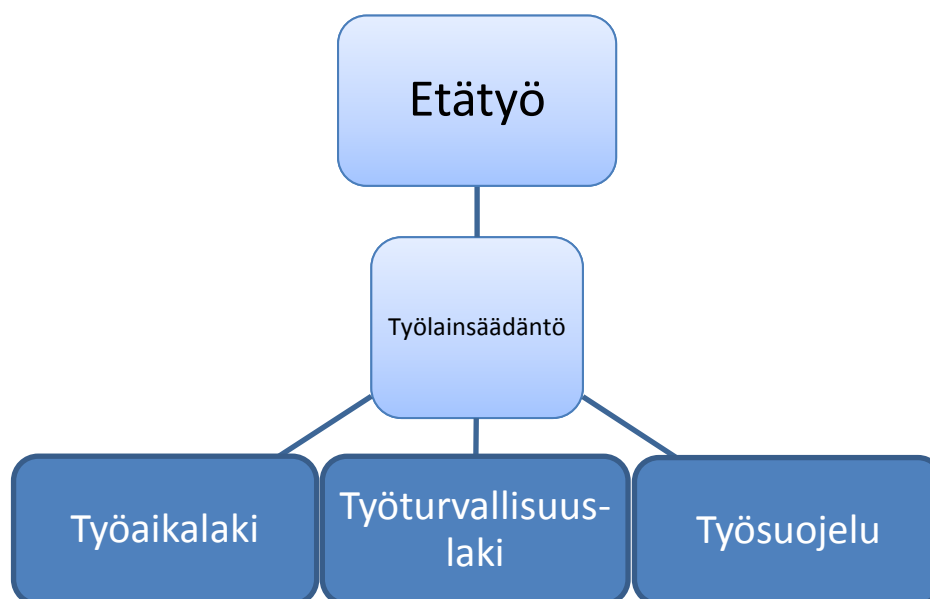 Etätyö
Työlainsäädäntö
Työaikalaki
Työturvallisuus-
laki
Työsuojelu